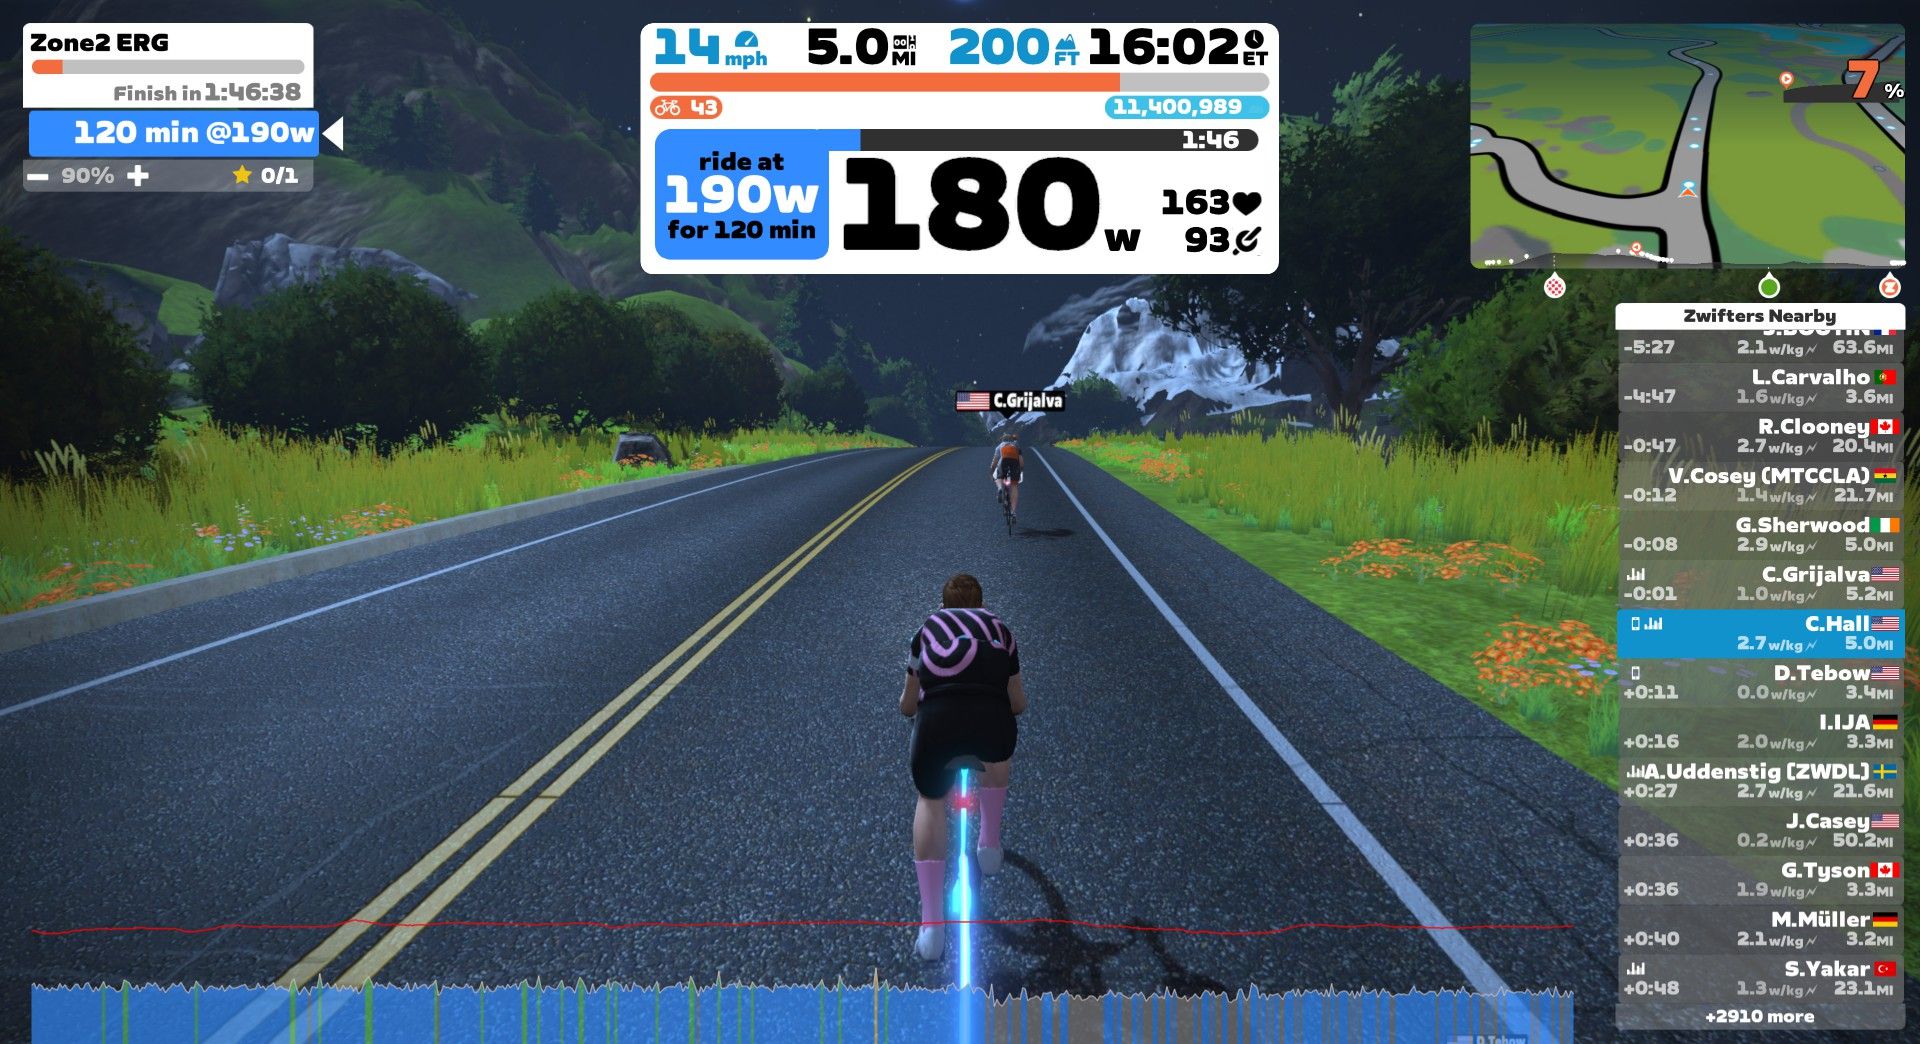 Zone2 ERG
Finish in 1:46:38
120 min @190w
90%
0/1
14 mph 5.0 MI 200 FT 16:02 ET
43
11,400,989
1:46
ride at
190w
for 120 min
180 w
163
93
7 %
C.Grijalva
Zwifters Nearby
-5:27 2.1 w/kg 63.6 MI
L.Carvalho
-4:47 1.6 w/kg 3.6 MI
R.Clooney
-0:47 2.7 w/kg 20.4 MI
V.Cosey (MTCCLA)
-0:12 1.4 w/kg 21.7 MI
G.Sherwood
-0:08 2.9 w/kg 5.0 MI
C.Grijalva
-0:01 1.0 w/kg 5.2 MI
C.Hall
2.7 w/kg 5.0 MI
D.Tebow
+0:11 0.0 w/kg 3.4 MI
I.IJA
+0:16 2.0 w/kg 3.3 MI
A.Uddenstig (ZWDL)
+0:27 2.7 w/kg 21.6 MI
J.Casey
+0:36 0.2 w/kg 50.2 MI
G.Tyson
+0:36 1.9 w/kg 3.3 MI
M.Müller
+0:40 2.1 w/kg 3.2 MI
S.Yakar
+0:48 1.3 w/kg 23.1 MI
+2910 more
D.Tebow